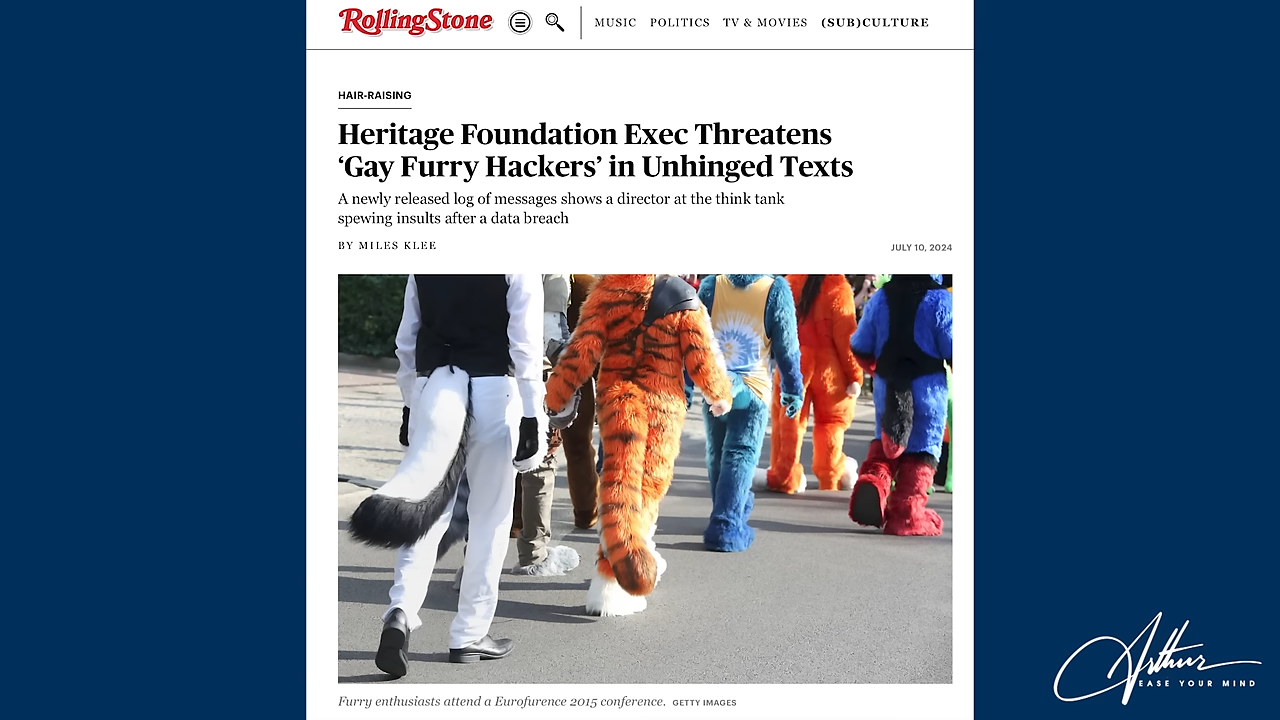 RollingStone MUSIC POLITICS TV & MOVIES (SUB)CULTURE
HAIR-RAISING
Heritage Foundation Exec Threatens
‘Gay Furry Hackers’ in Unhinged Texts
A newly released log of messages shows a director at the think tank
spewing insults after a data breach
BY MILES KLEE JULY 10, 2024
Furry enthusiasts attend a Eurofurence 2015 conference. GETTY IMAGES
Arthur
EASE YOUR MIND